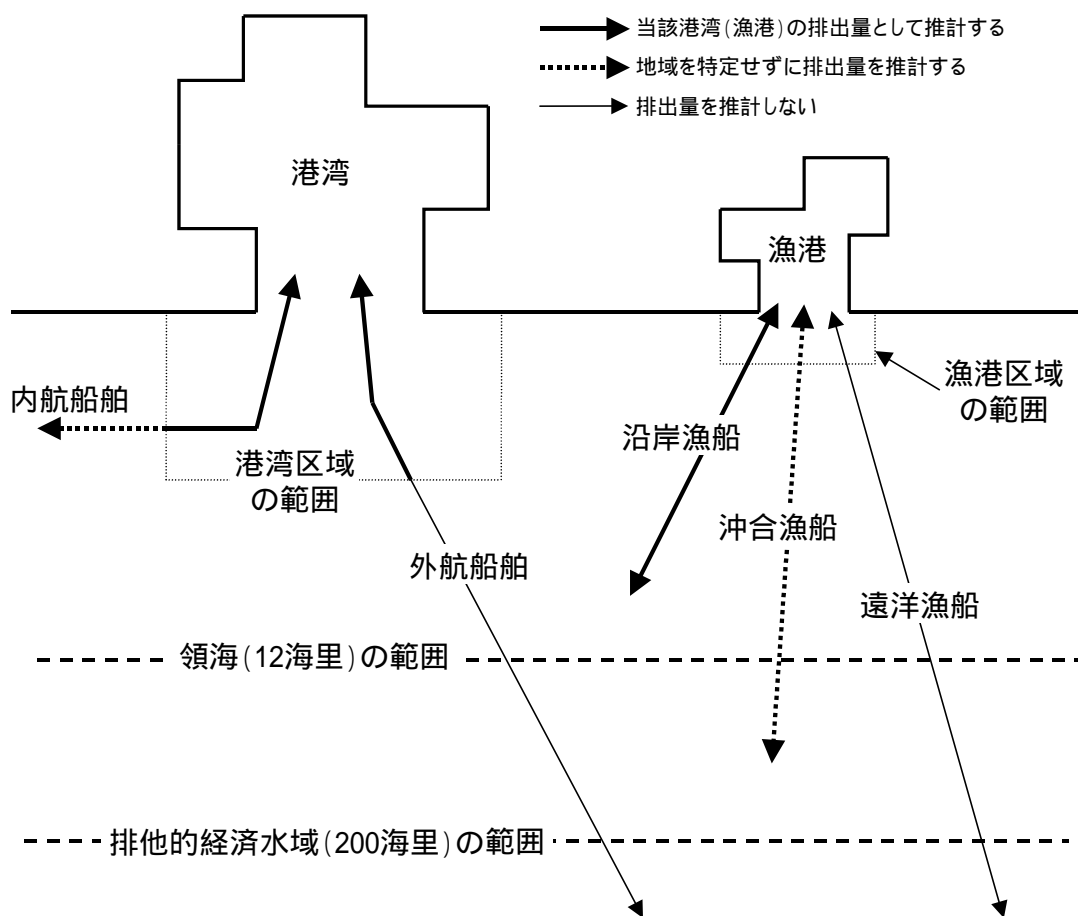 当該港湾(漁港)の排出量として推計する
地域を特定せずに排出量を推計する
排出量を推計しない
港湾
漁港
内航船舶
漁港区域
の範囲
沿岸漁船
港湾区域
の範囲
沖合漁船
外航船舶
遠洋漁船
領海(12海里)の範囲
排他的経済水域(200海里)の範囲